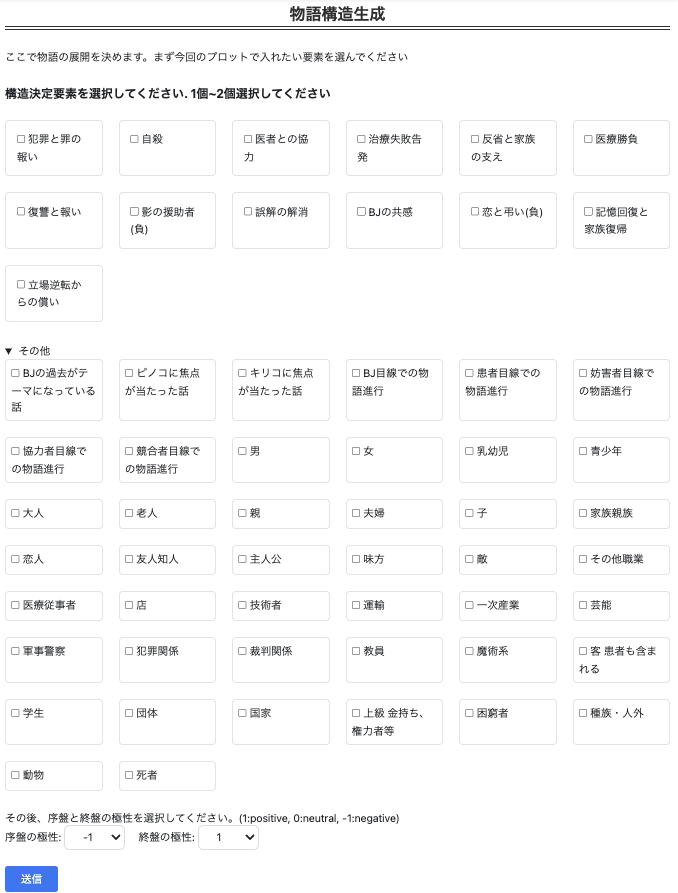 物語構造生成
ここで物語の展開を決めます。まず今回のプロットで入れたい要素を選んでください
構造決定要素を選択してください. 1個~2個選択してください
犯罪と罪の
報い
自殺
医者との協
力
治療失敗告
発
反省と家族
の支え
医療勝負
復讐と報い
影の援助者
(負)
誤解の解消
BJの共感
恋と弔い(負)
記憶回復と
家族復帰
立場逆転か
らの償い
▼ その他
BJの過去がテ
ーマになっている
話
ピノコに焦点
が当たった話
キリコに焦点
が当たった話
BJ目線での物
語進行
患者目線での
物語進行
妨害者目線で
の物語進行
協力者目線で
の物語進行
競合者目線で
の物語進行
男
女
乳幼児
青少年
大人
老人
親
夫婦
子
家族親族
恋人
友人知人
主人公
味方
敵
その他職業
医療従事者
店
技術者
運輸
一次産業
芸能
軍事警察
犯罪関係
裁判関係
教員
魔術系
客 患者も含ま
れる
学生
団体
国家
上級 金持ち、
権力者等
困窮者
種族・人外
動物
死者
その後、序盤と終盤の極性を選択してください。(1:positive, 0:neutral, -1:negative)
序盤の極性: -1 終盤の極性: 1
送信